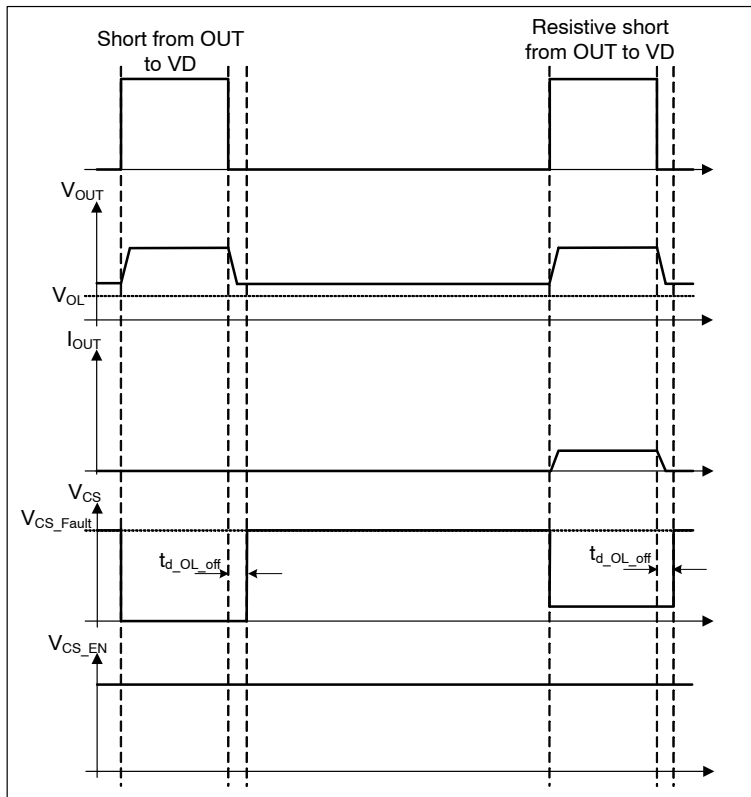 Short from OUT
to VD
Resistive short
from OUT to VD
VOUT
VOL
IOUT
VCS
VCS_Fault
td_OL_off
td_OL_off
VCS_EN